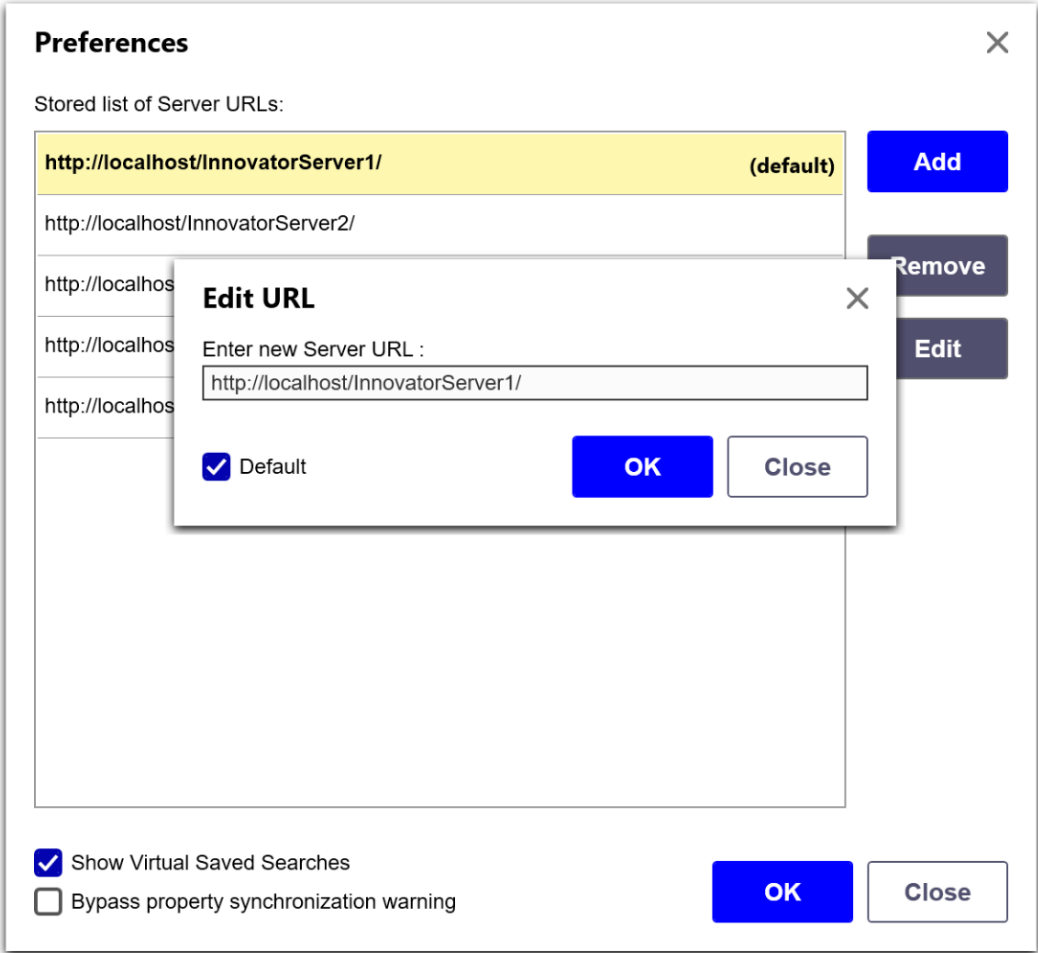 Preferences
Stored list of Server URLs:
http://localhost/InnovatorServer1/ (default)
Add
http://localhost/InnovatorServer2/
Remove
http://localhos
Edit
http://localhos
http://localhos
Edit URL
Enter new Server URL :
http://localhost/InnovatorServer1/
Default
OK
Close
Show Virtual Saved Searches
Bypass property synchronization warning
OK
Close